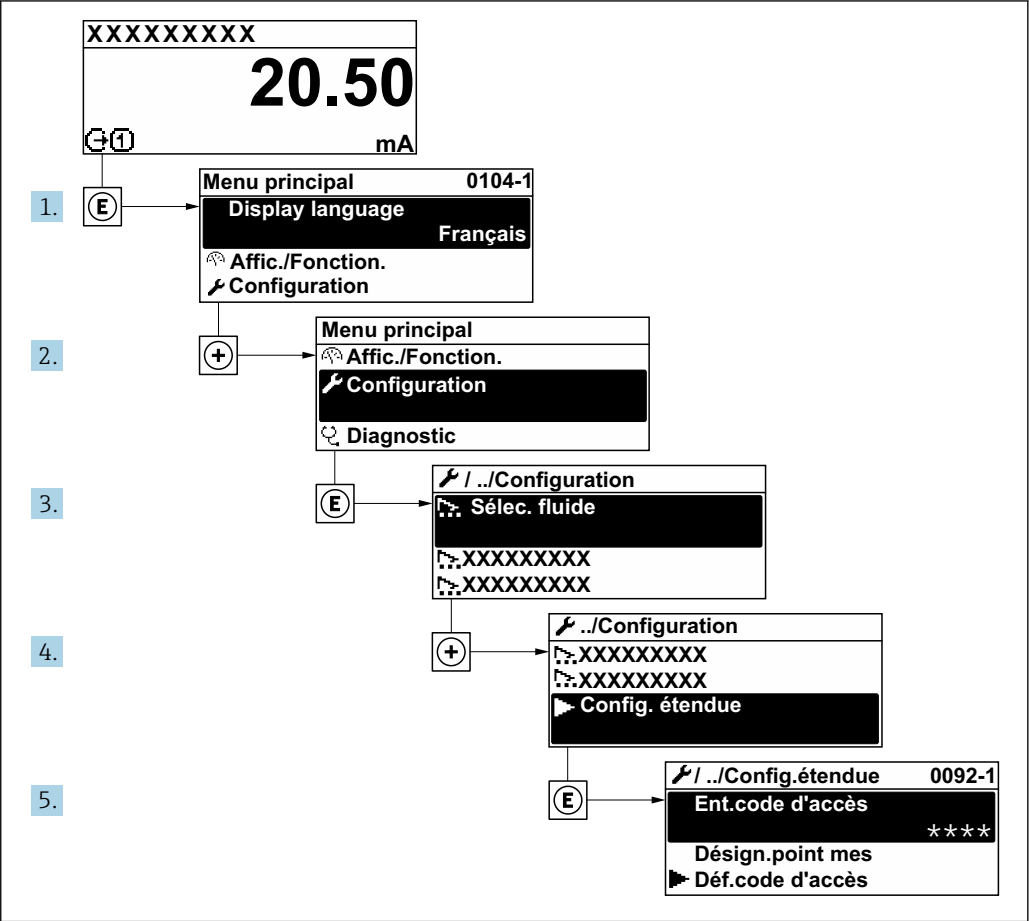 XXXXXXXXX
20.50
1
mA
1.
E
Menu principal 0104-1
Display language
Français
Affic./Fonction.
Configuration
2.
+
Menu principal
Affic./Fonction.
Configuration
Diagnostic
3.
E
/ ../Configuration
Sélec. fluide
XXXXXXXXX
XXXXXXXXX
4.
+
../Configuration
XXXXXXXXX
XXXXXXXXX
Config. étendue
5.
E
/ ../Config.étendue 0092-1
Ent.code d'accès
****
Désign.point mes
Déf.code d'accès